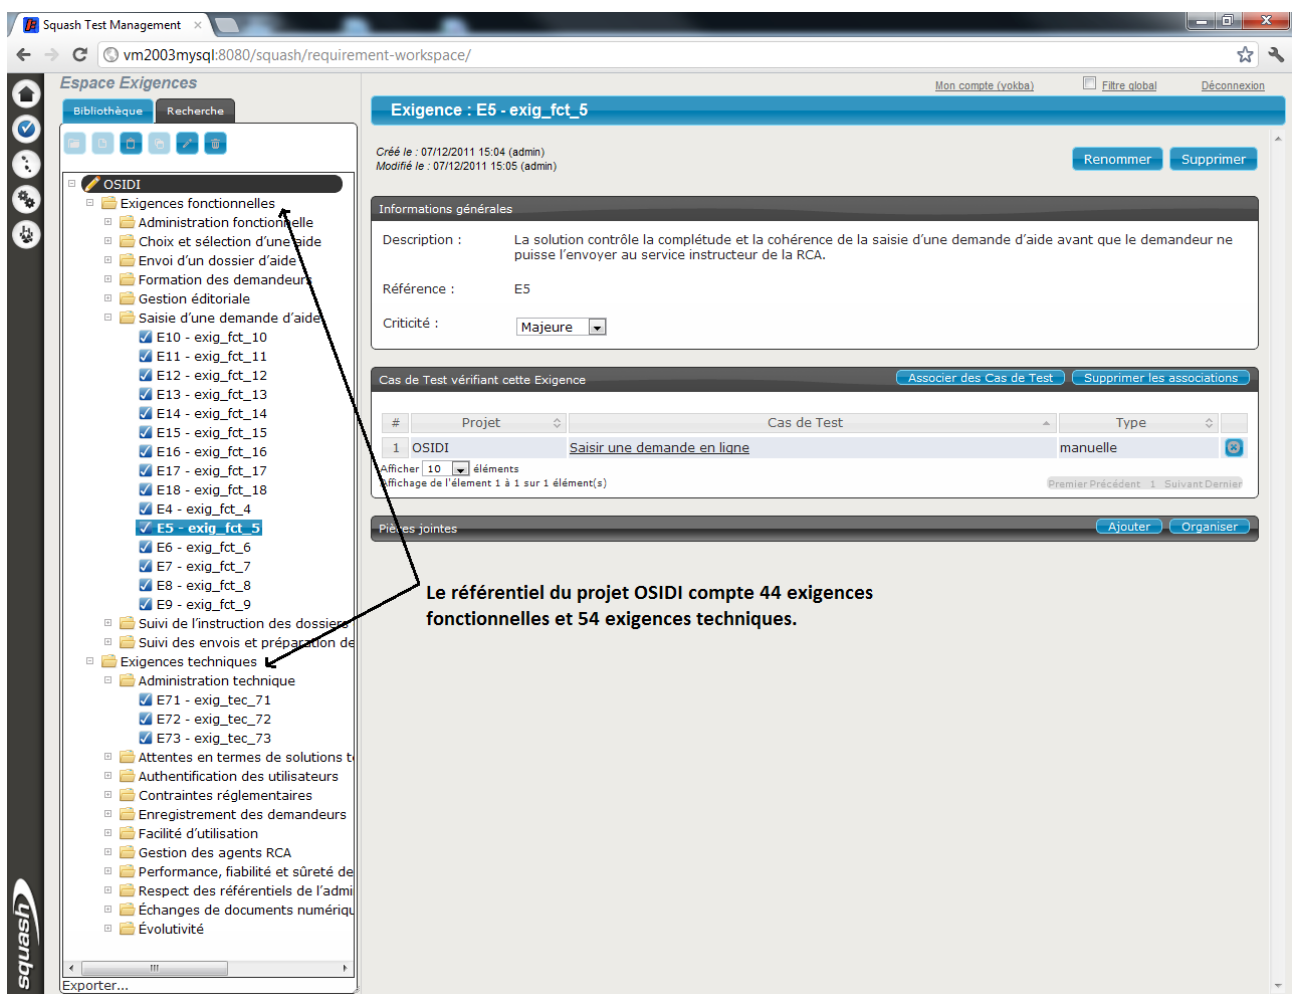 Squash Test Management
vm2003mysql:8080/squash/requirement-workspace/
Espace Exigences
Mon compte (yokba)
Filtre global
Déconnexion
Bibliothèque
Recherche
Exigence : E5 - exig_fct_5
Créé le : 07/12/2011 15:04 (admin)
Modifié le : 07/12/2011 15:05 (admin)
Renommer
Supprimer
OSIDI
Exigences fonctionnelles
Administration fonctionnelle
Choix et sélection d'une aide
Envoi d'un dossier d'aide
Formation des demandeurs
Gestion éditoriale
Saisie d'une demande d'aide
E10 - exig_fct_10
E11 - exig_fct_11
E12 - exig_fct_12
E13 - exig_fct_13
E14 - exig_fct_14
E15 - exig_fct_15
E16 - exig_fct_16
E17 - exig_fct_17
E18 - exig_fct_18
E4 - exig_fct_4
E5 - exig_fct_5
E6 - exig_fct_6
E7 - exig_fct_7
E8 - exig_fct_8
E9 - exig_fct_9
Suivi de l'instruction des dossiers
Suivi des envois et préparation de
Exigences techniques
Administration technique
E71 - exig_tec_71
E72 - exig_tec_72
E73 - exig_tec_73
Attentes en termes de solutions t
Authentification des utilisateurs
Contraintes réglementaires
Enregistrement des demandeurs
Facilité d'utilisation
Gestion des agents RCA
Performance, fiabilité et sûreté de
Respect des référentiels de l'admi
Échanges de documents numériqu
Évolutivité
Exporter...
squash
Informations générales
Description :
La solution contrôle la complétude et la cohérence de la saisie d'une demande d'aide avant que le demandeur ne
puisse l'envoyer au service instructeur de la RCA.
Référence :
E5
Criticité :
Majeure
Cas de Test vérifiant cette Exigence
Associer des Cas de Test
Supprimer les associations
# Projet Cas de Test Type
1 OSIDI Saisir une demande en ligne manuelle
Afficher 10 éléments
Affichage de l'élement 1 à 1 sur 1 élément(s)
Premier Précédent 1 Suivant Dernier
Pièces jointes
Ajouter
Organiser
Le référentiel du projet OSIDI compte 44 exigences
fonctionnelles et 54 exigences techniques.